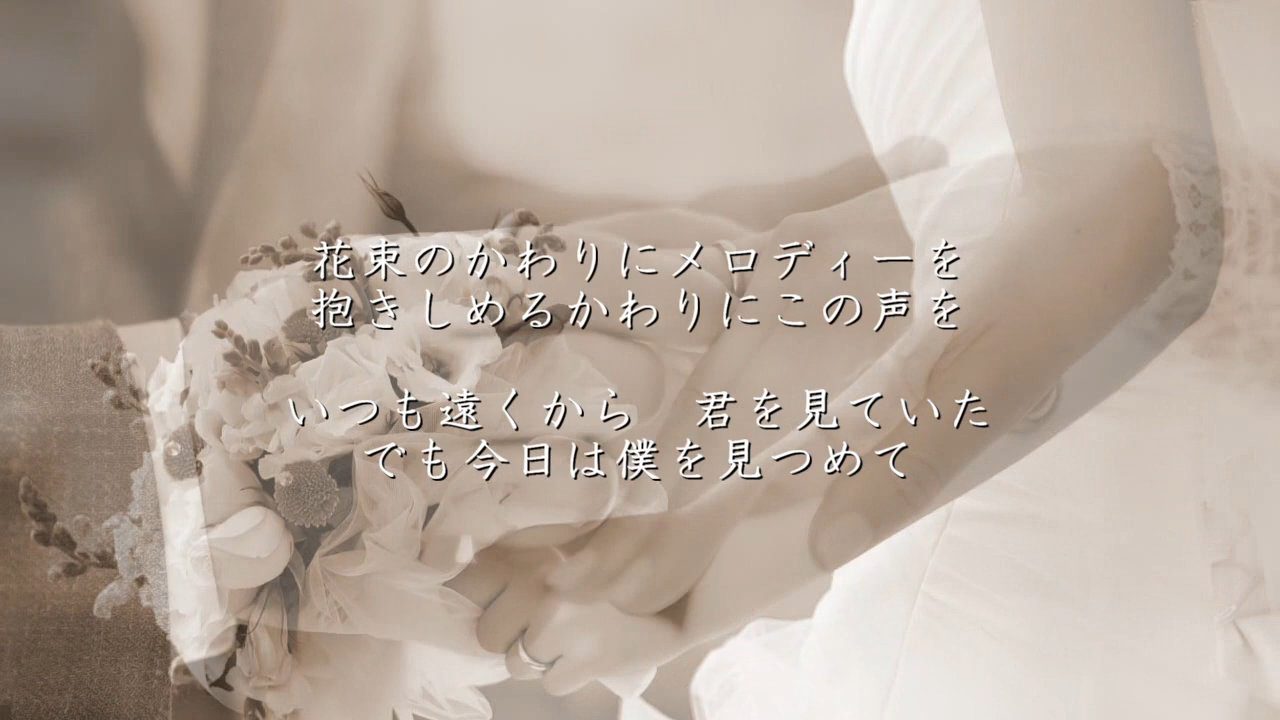 花束のかわりにメロディーを
抱きしめるかわりにこの声を
いつも遠くから　君を見ていた
でも今日は僕を見つめて